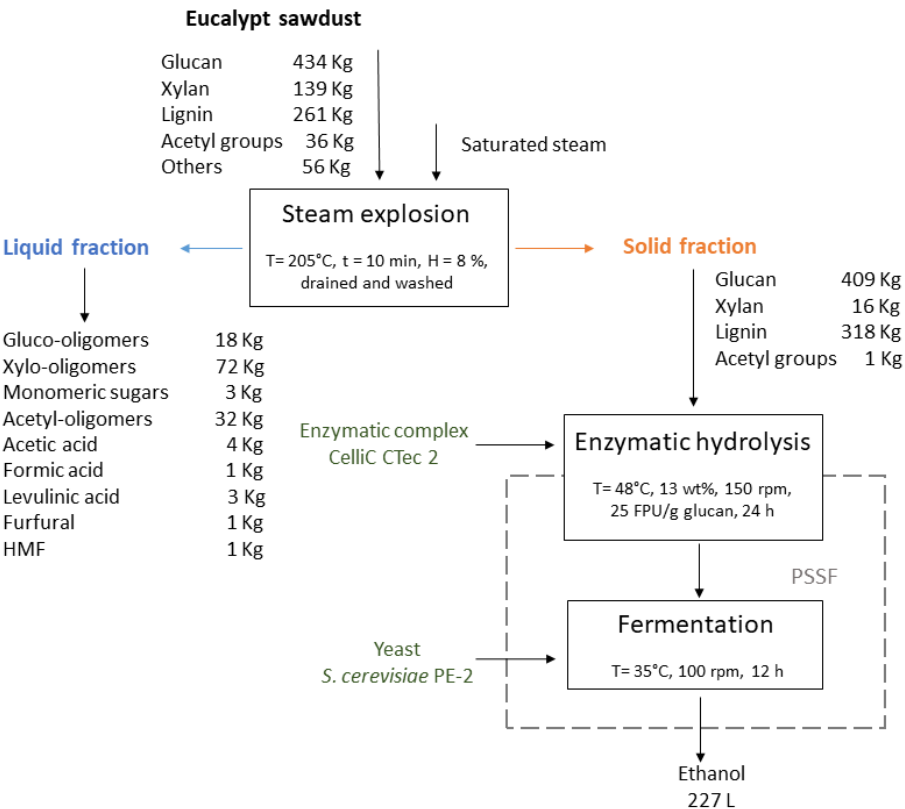 Eucalypt sawdust
Glucan 434 Kg
Xylan 139 Kg
Lignin 261 Kg
Acetyl groups 36 Kg
Others 56 Kg
Saturated steam
Steam explosion
T= 205°C, t = 10 min, H = 8 %,
drained and washed
Liquid fraction
Solid fraction
Glucan 409 Kg
Xylan 16 Kg
Lignin 318 Kg
Acetyl groups 1 Kg
Gluco-oligomers 18 Kg
Xylo-oligomers 72 Kg
Monomeric sugars 3 Kg
Acetyl-oligomers 32 Kg
Acetic acid 4 Kg
Formic acid 1 Kg
Levulinic acid 3 Kg
Furfural 1 Kg
HMF 1 Kg
Enzymatic complex
CelliC CTec 2
Enzymatic hydrolysis
T= 48°C, 13 wt%, 150 rpm,
25 FPU/g glucan, 24 h
PSSF
Yeast
S. cerevisiae PE-2
Fermentation
T= 35°C, 100 rpm, 12 h
Ethanol
227 L